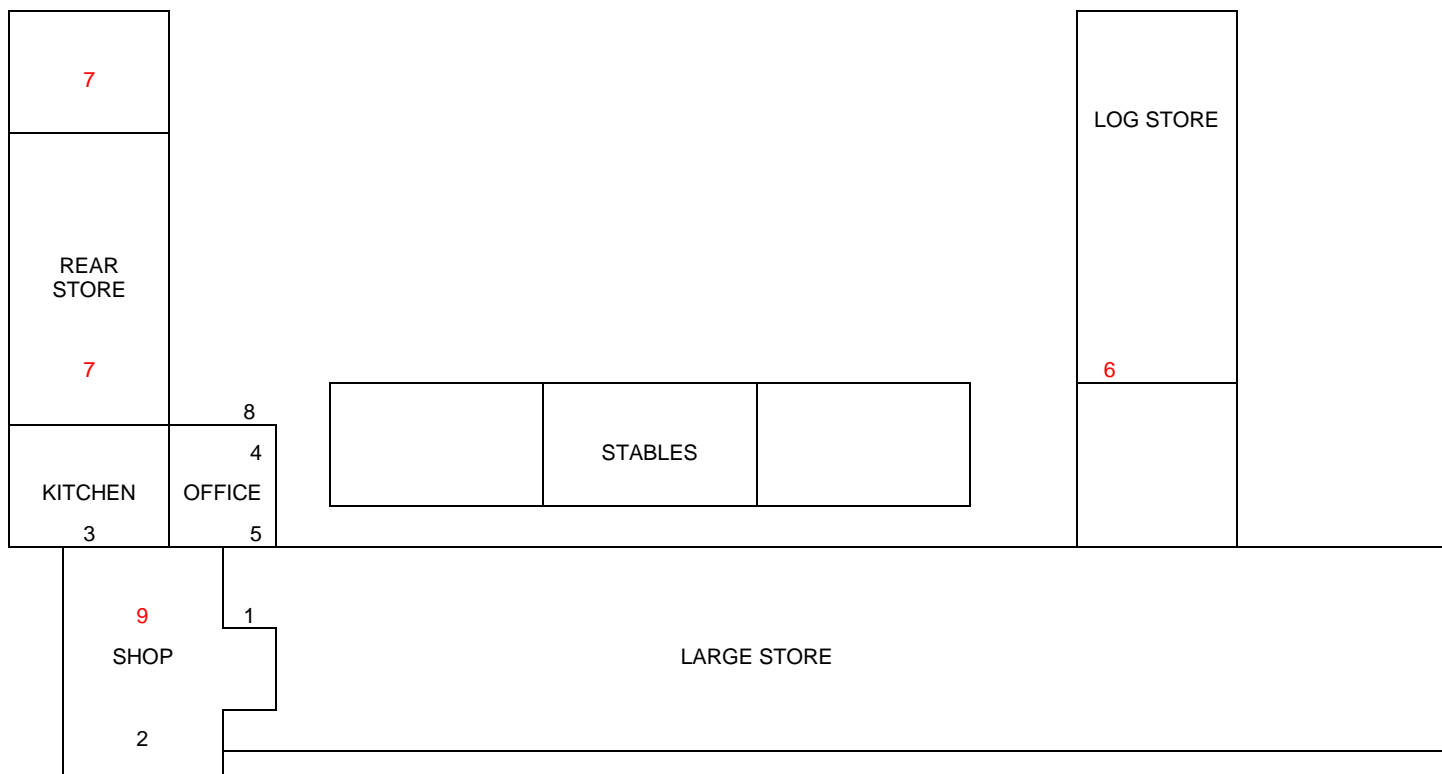 7
LOG STORE
REAR
STORE
7
6
8
4
STABLES
KITCHEN
OFFICE
3
5
9
1
SHOP
LARGE STORE
2